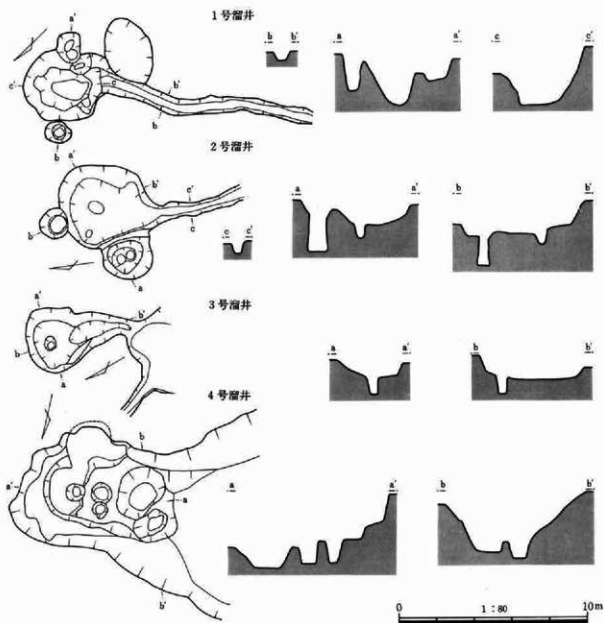 1号溜井
a'
b b' a a' c c'
c' c b'
b
b
2号溜井
a'
b' c' a a' b b'
b c c c'
a
3号溜井
a' b'
b a a' b b'
a
4号溜井
b
a' a a a' b b'
b'
0 1:80 10m